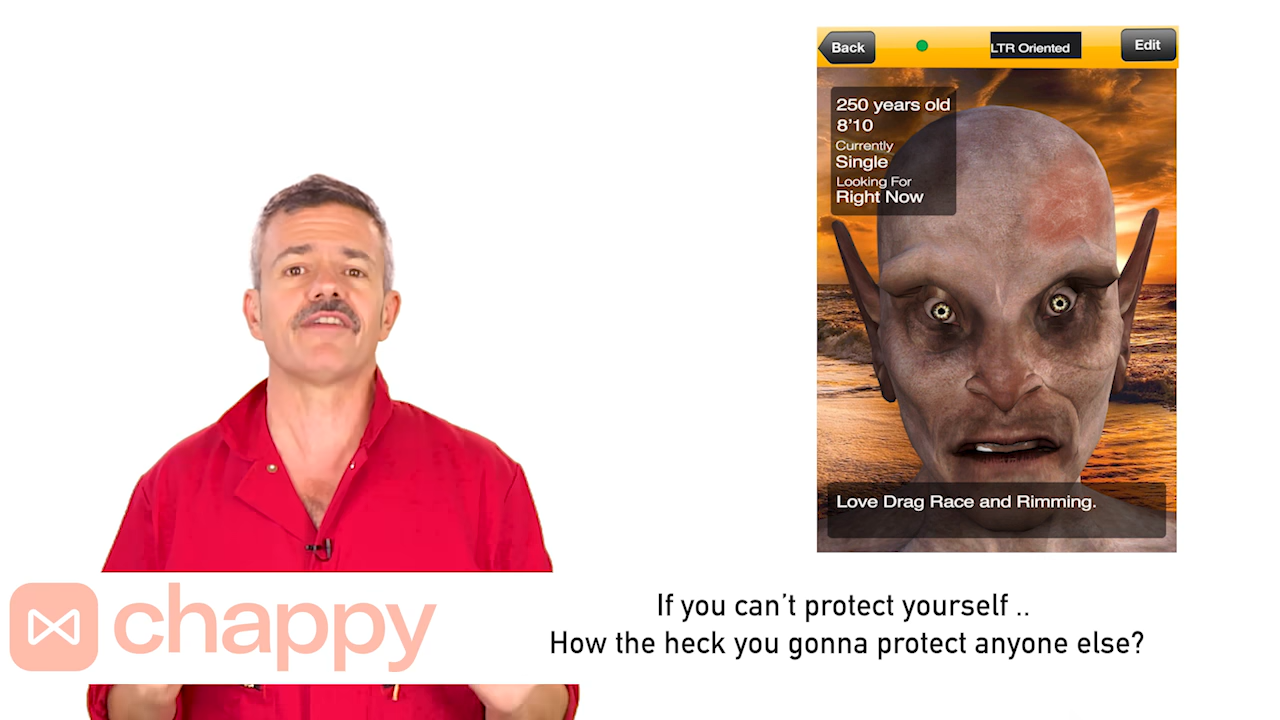 Back
LTR Oriented
Edit
250 years old
8'10
Currently
Single
Looking For
Right Now
Love Drag Race and Rimming.
chappy
If you can't protect yourself ..
How the heck you gonna protect anyone else?